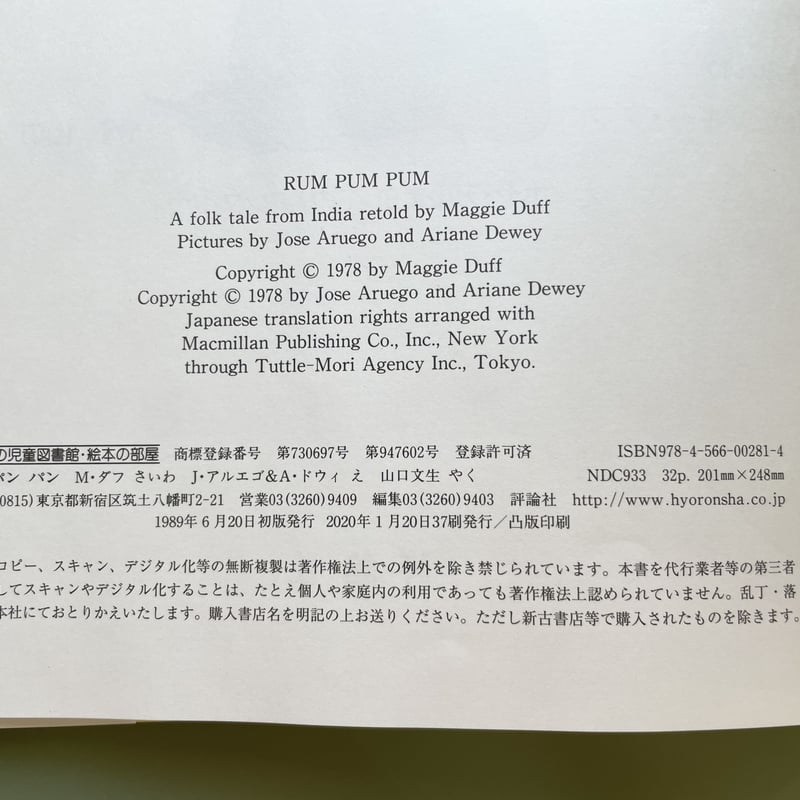 RUM PUM PUM
A folk tale from India retold by Maggie Duff
Pictures by Jose Aruego and Ariane Dewey
Copyright © 1978 by Maggie Duff
Copyright © 1978 by Jose Aruego and Ariane Dewey
Japanese translation rights arranged with
Macmillan Publishing Co., Inc., New York
through Tuttle-Mori Agency Inc., Tokyo.
の児童図書館・絵本の部屋 商標登録番号 第730697号 第947602号 登録許可済 ISBN978-4-566-00281-4
パン パン M・ダフ さいわ J・アルエゴ&A・ドウィ え 山口文生 やく NDC933 32p. 201㎜×248㎜
0815)東京都新宿区筑土八幡町2-21 営業03(3260)9409 編集03(3260)9403 評論社 http://www.hyoronsha.co.jp
1989年6月20日初版発行 2020年1月20日37刷発行/凸版印刷
コピー、スキャン、デジタル化等の無断複製は著作権法上での例外を除き禁じられています。本書を代行業者等の第三者
してスキャンやデジタル化することは、たとえ個人や家庭内の利用であっても著作権法上認められていません。乱丁・落
本社にておとりかえいたします。購入書店名を明記の上お送りください。ただし新古書店等で購入されたものを除きます。